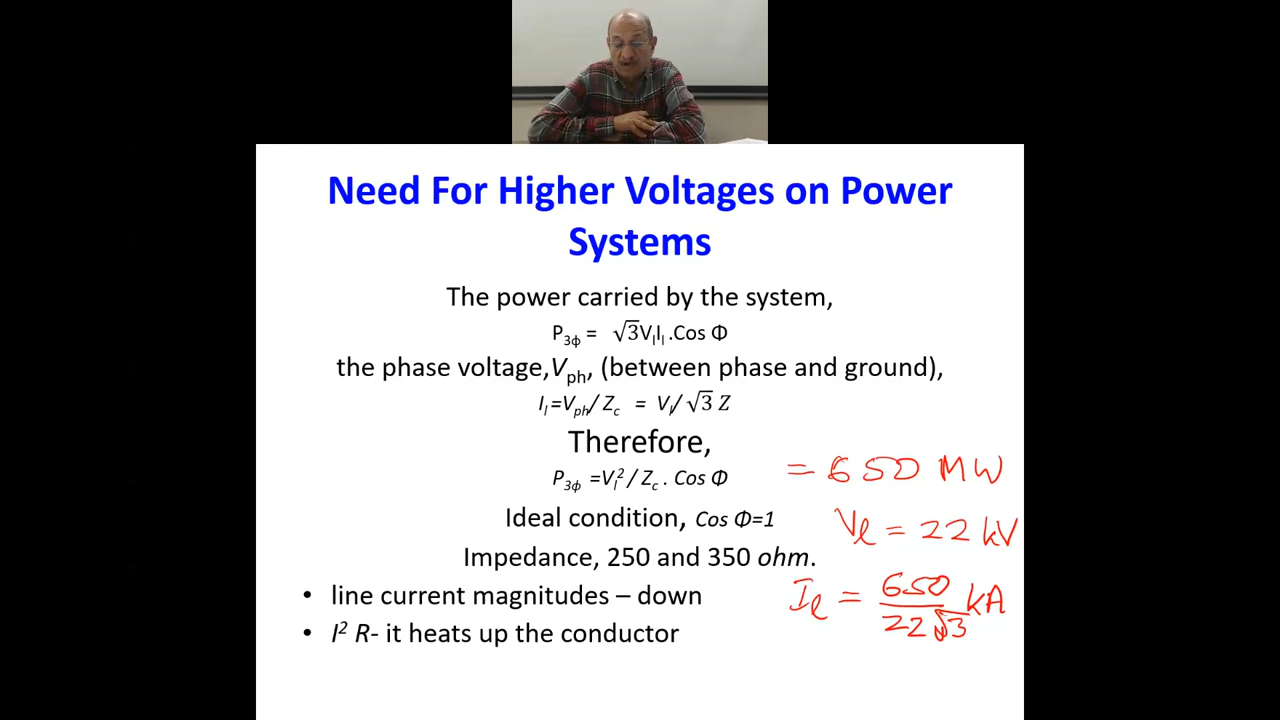 Need For Higher Voltages on Power
Systems
The power carried by the system,
P3ϕ = √3VlIl .Cos Φ
the phase voltage,Vph, (between phase and ground),
Il=Vph/ Zc = Vl/ √3 Z
Therefore,
P3ϕ =Vl²/ Zc . Cos Φ
= 650 MW
Ideal condition, Cos Φ=1
Vl = 22 kV
Impedance, 250 and 350 ohm.
• line current magnitudes – down
Il = 650/22√3 kA
• I² R- it heats up the conductor